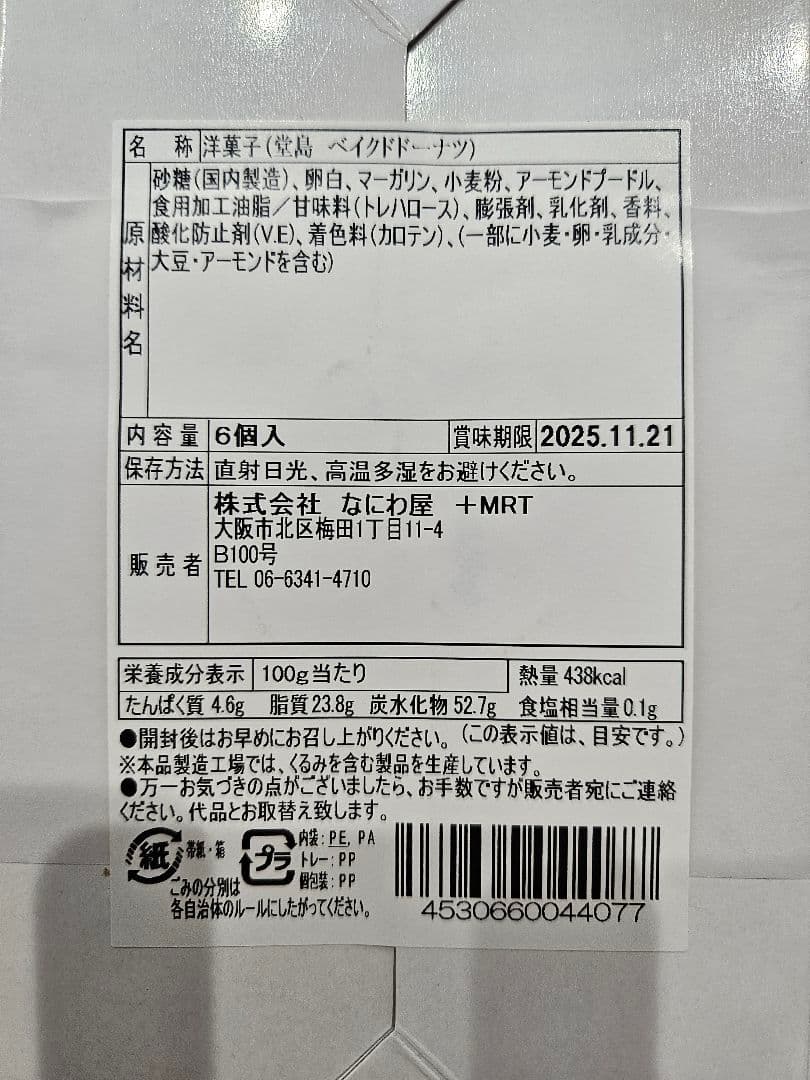 名 称 洋菓子(堂島 ベイクドドーナツ)
原材料名
砂糖(国内製造)、卵白、マーガリン、小麦粉、アーモンドプードル、
食用加工油脂/甘味料(トレハロース)、膨張剤、乳化剤、香料、
酸化防止剤(V.E)、着色料(カロテン)、(一部に小麦・卵・乳成分・
大豆・アーモンドを含む)
内容量 6個入 賞味期限 2025.11.21
保存方法 直射日光、高温多湿をお避けください。
販売者
株式会社 なにわ屋 +MRT
大阪市北区梅田1丁目11-4
B100号
TEL 06-6341-4710
栄養成分表示 100g当たり 熱量 438kcal
たんぱく質 4.6g 脂質 23.8g 炭水化物 52.7g 食塩相当量 0.1g
●開封後はお早めにお召し上がりください。(この表示値は、目安です。)
※本品製造工場では、くるみを含む製品を生産しています。
●万一お気づきの点がございましたら、お手数ですが販売者宛にご連絡
ください。代品とお取替え致します。
紙 帯紙・箱 プラ 内袋:PE, PA
トレー:PP
個包装:PP
ごみの分別は
各自治体のルールにしたがってください。
4530660044077